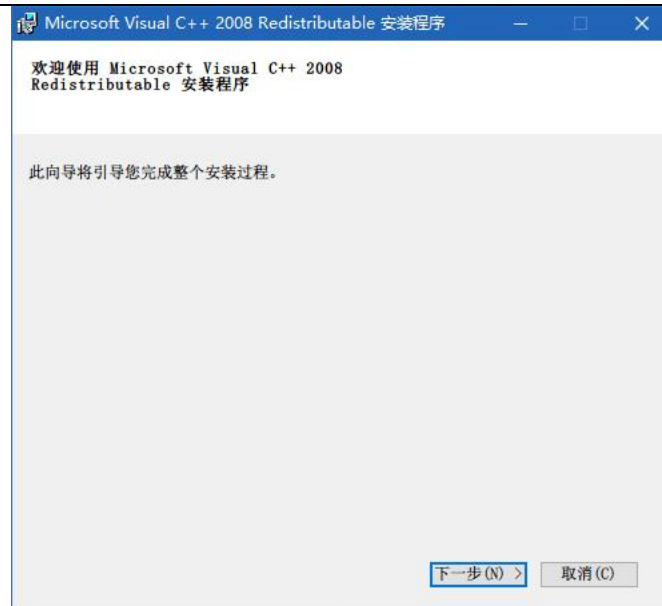 Microsoft Visual C++ 2008 Redistributable 安装程序
欢迎使用 Microsoft Visual C++ 2008
Redistributable 安装程序
此向导将引导您完成整个安装过程。
下一步(N) > 取消(C)